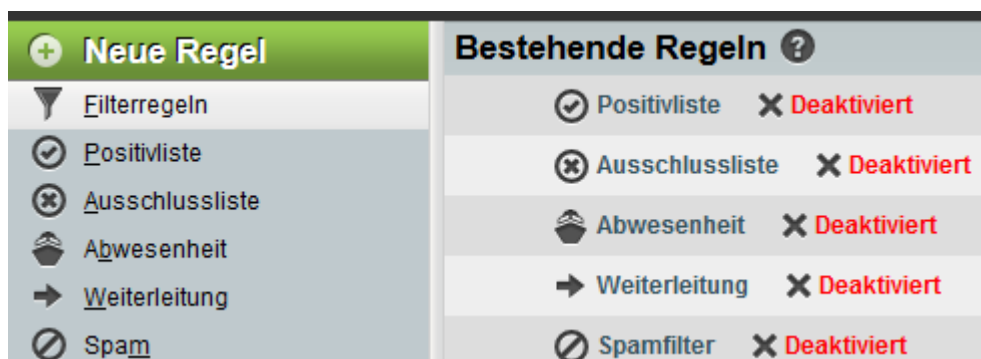 Neue Regel
Filterregeln
Positivliste
Ausschlussliste
Abwesenheit
Weiterleitung
Spam
Bestehende Regeln
Positivliste Deaktiviert
Ausschlussliste Deaktiviert
Abwesenheit Deaktiviert
Weiterleitung Deaktiviert
Spamfilter Deaktiviert